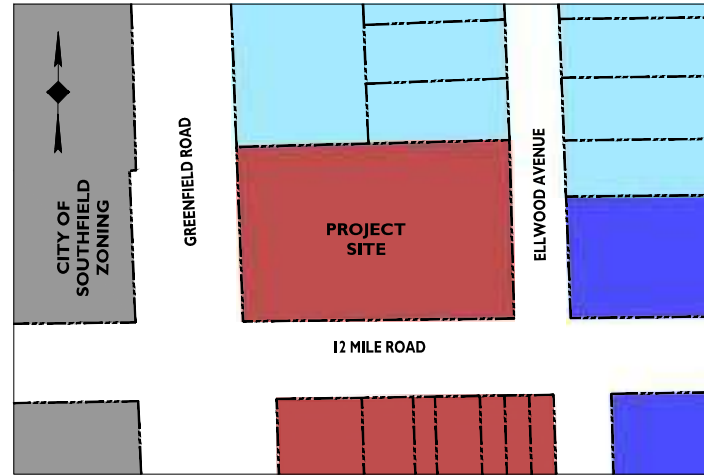 CITY OF
SOUTHFIELD
ZONING
GREENFIELD ROAD
PROJECT
SITE
ELLWOOD AVENUE
12 MILE ROAD